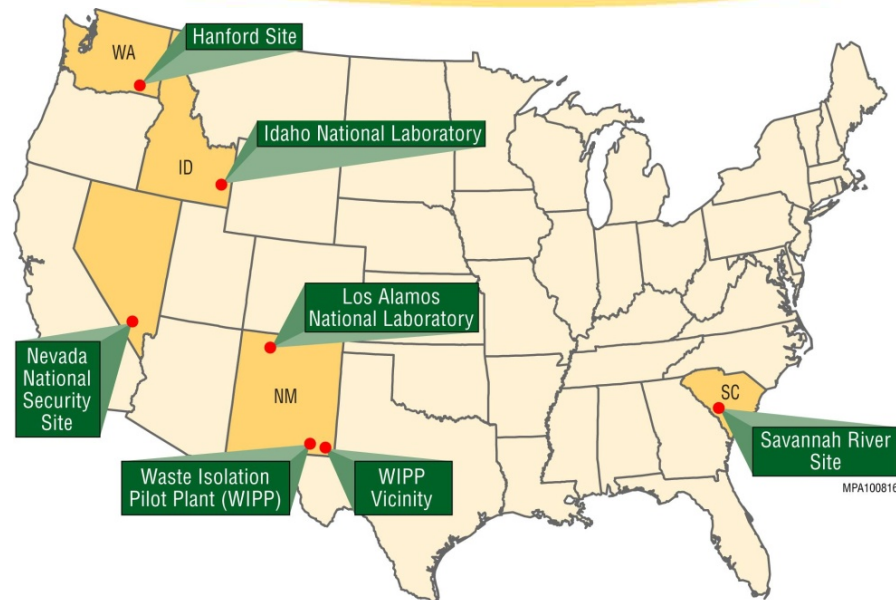 WA
Hanford Site
Idaho National Laboratory
ID
Los Alamos
National Laboratory
Nevada
National
Security
Site
NM
SC
Savannah River
Site
Waste Isolation
Pilot Plant (WIPP)
WIPP
Vicinity
MPA100816